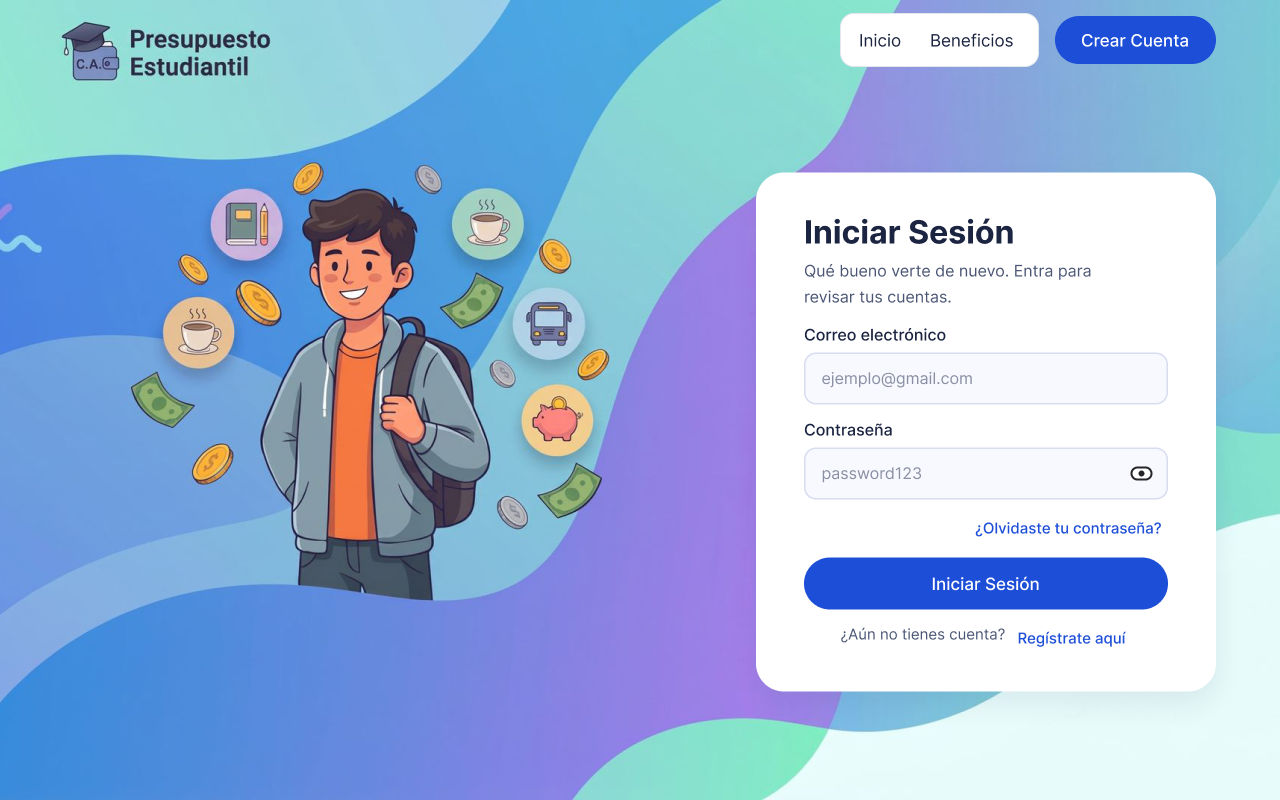 C.A.
Presupuesto
Estudiantil
Inicio
Beneficios
Crear Cuenta
Iniciar Sesión
Qué bueno verte de nuevo. Entra para
revisar tus cuentas.
Correo electrónico
ejemplo@gmail.com
Contraseña
password123
¿Olvidaste tu contraseña?
Iniciar Sesión
¿Aún no tienes cuenta? Regístrate aquí